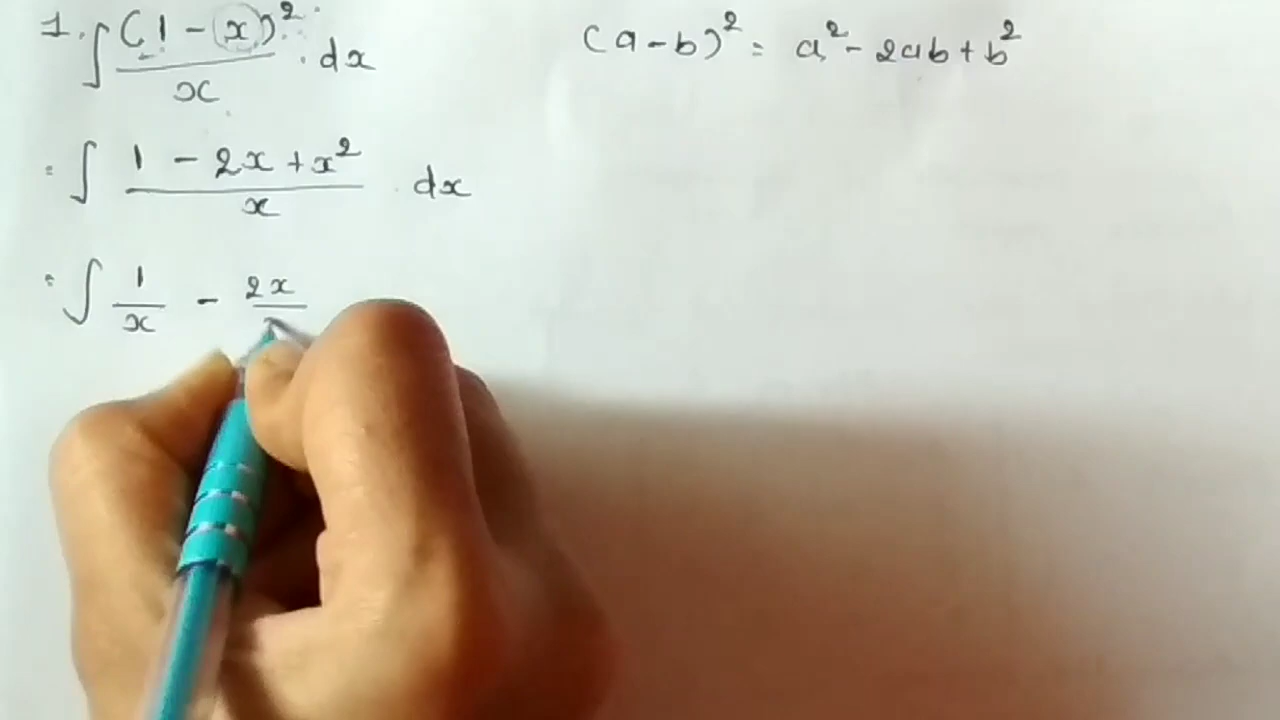 1. ∫ (1 - x)² / x . dx
(a - b)² = a² - 2ab + b²
= ∫ 1 - 2x + x² / x . dx
= ∫ 1/x - 2x/